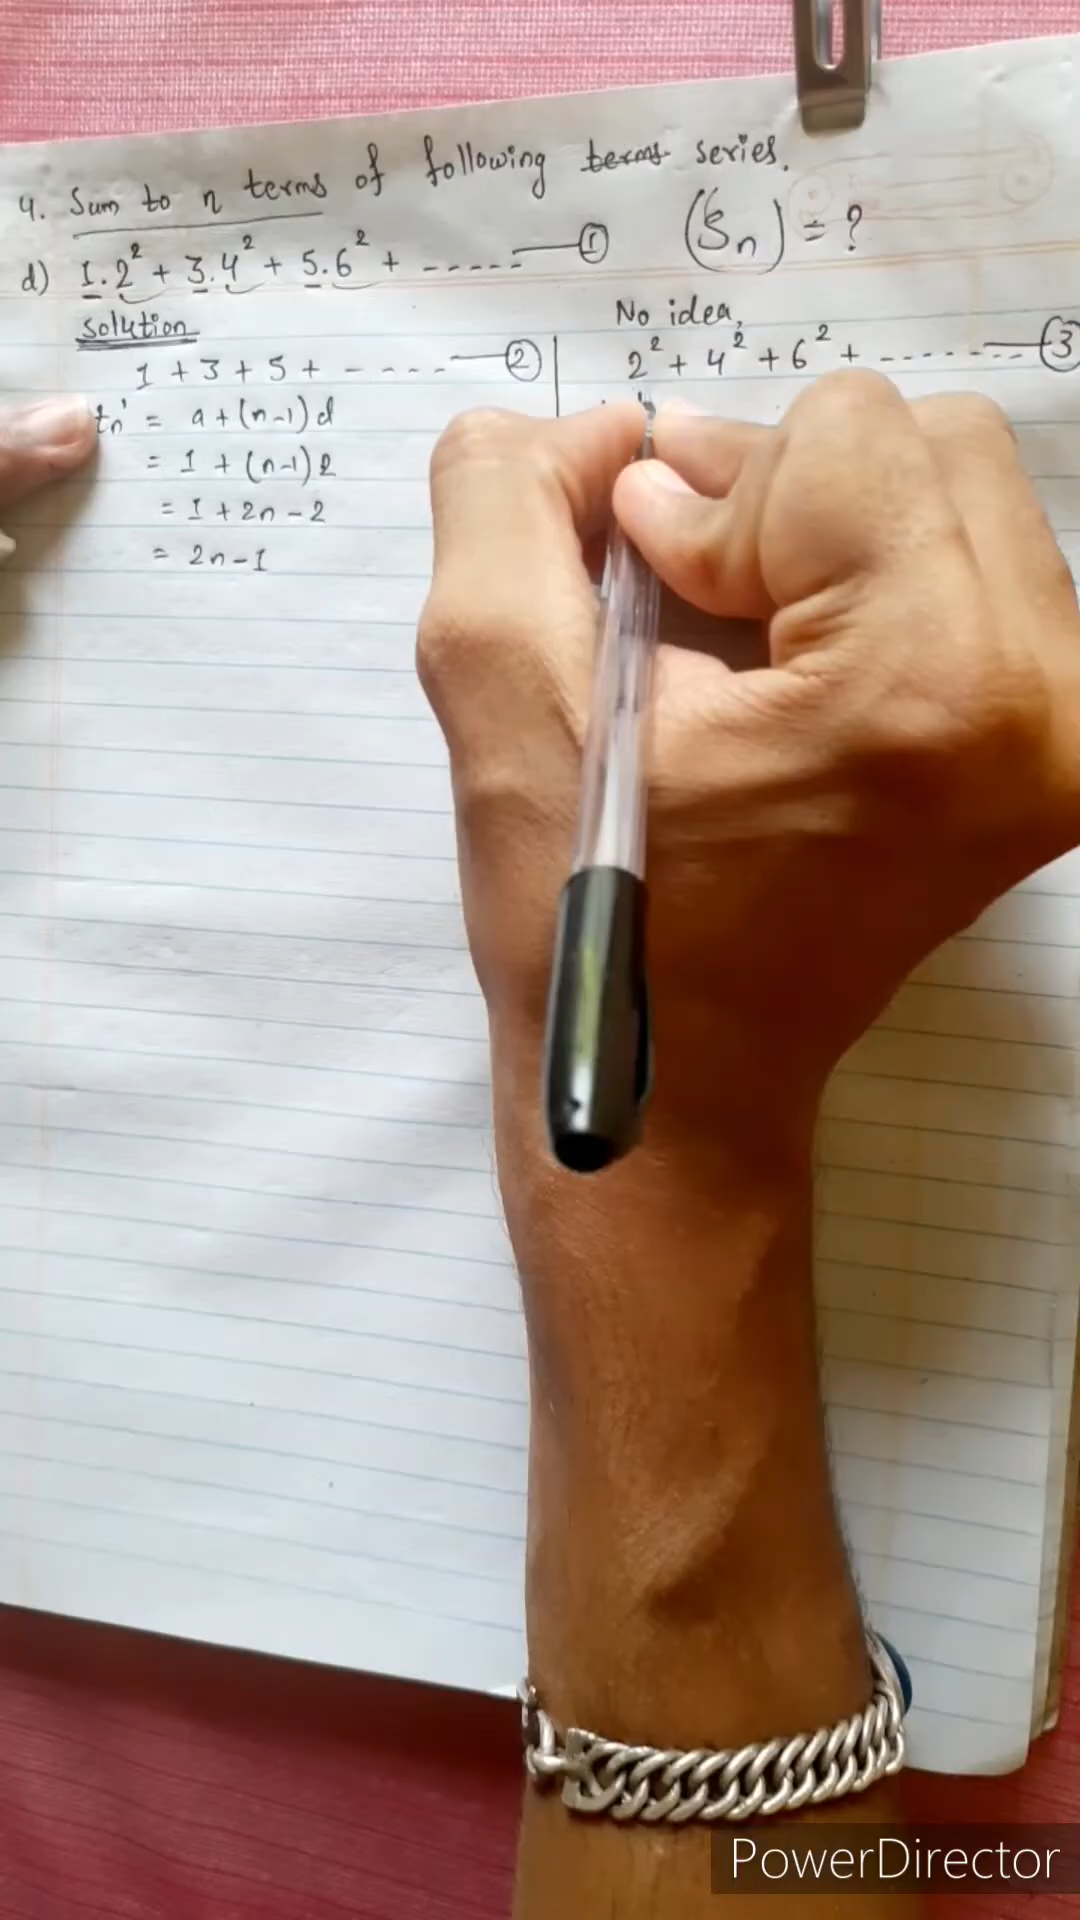 4. Sum to n terms of following terms series.
d) 1.2² + 3.4² + 5.6² + ------ ①
(Sn) = ?
solution
1 + 3 + 5 + ---- ②
tn' = a + (n-1) d
= 1 + (n-1) 2
= 1 + 2n - 2
= 2n - 1
No idea,
2² + 4² + 6² + ------- ③
PowerDirector